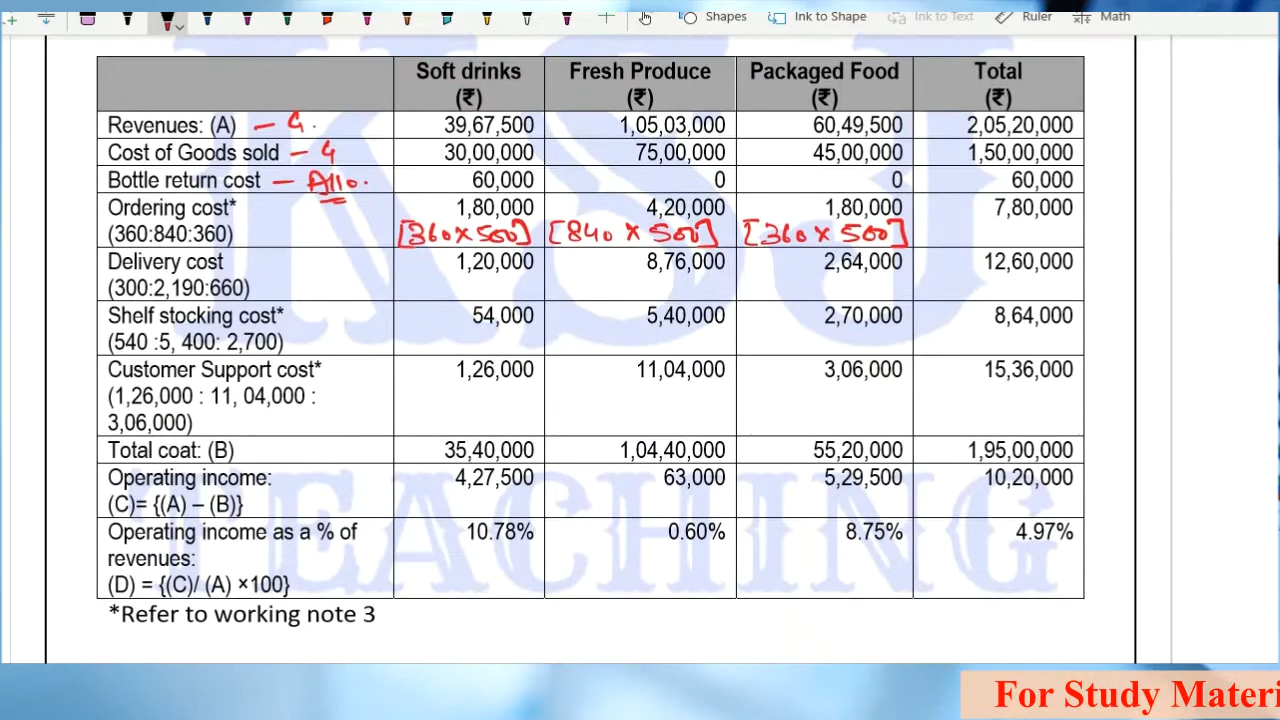 Shapes Ink to Shape Ink to Text Ruler Math
Soft drinks Fresh Produce Packaged Food Total
(₹) (₹) (₹) (₹)
Revenues: (A) – G 39,67,500 1,05,03,000 60,49,500 2,05,20,000
Cost of Goods sold – G 30,00,000 75,00,000 45,00,000 1,50,00,000
Bottle return cost – Allo. 60,000 0 0 60,000
Ordering cost* 1,80,000 4,20,000 1,80,000 7,80,000
(360:840:360) [360 x 500] [840 x 500] [360 x 500]
Delivery cost 1,20,000 8,76,000 2,64,000 12,60,000
(300:2,190:660)
Shelf stocking cost* 54,000 5,40,000 2,70,000 8,64,000
(540 :5, 400: 2,700)
Customer Support cost* 1,26,000 11,04,000 3,06,000 15,36,000
(1,26,000 : 11, 04,000 :
3,06,000)
Total coat: (B) 35,40,000 1,04,40,000 55,20,000 1,95,00,000
Operating income: 4,27,500 63,000 5,29,500 10,20,000
(C)= {(A) – (B)}
Operating income as a % of 10.78% 0.60% 8.75% 4.97%
revenues:
(D) = {(C)/ (A) ×100}
*Refer to working note 3
KSJ
TEACHING
For Study Materi